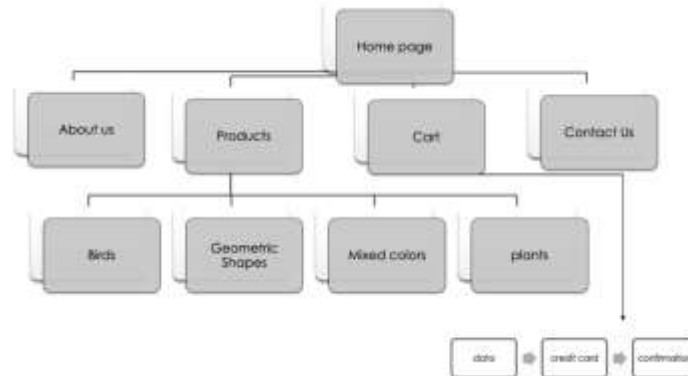 Home page
About us
Products
Cart
Contact Us
Birds
Geometric
Shapes
Mixed colors
plants
data
credit card
confirmation